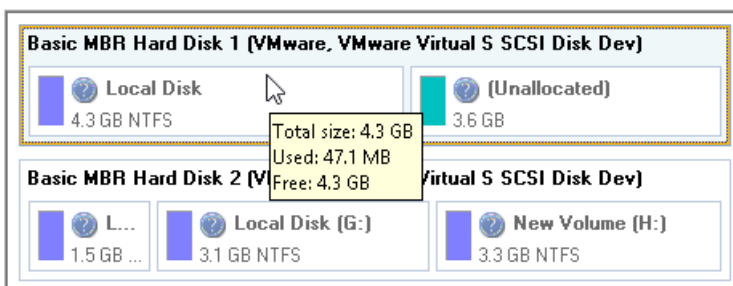 Basic MBR Hard Disk 1 (VMware, VMware Virtual S SCSI Disk Dev)
Local Disk
4.3 GB NTFS
(Unallocated)
3.6 GB
Total size: 4.3 GB
Used: 47.1 MB
Free: 4.3 GB
Basic MBR Hard Disk 2 (V Virtual S SCSI Disk Dev)
L...
1.5 GB ...
Local Disk (G:)
3.1 GB NTFS
New Volume (H:)
3.3 GB NTFS